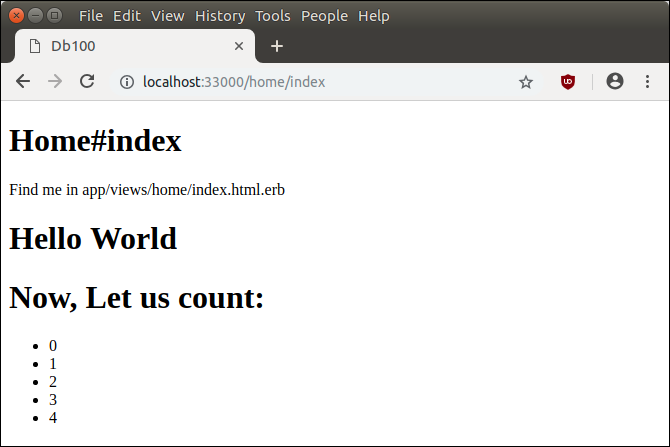 File Edit View History Tools People Help
Db100
localhost:33000/home/index
Home#index
Find me in app/views/home/index.html.erb
Hello World
Now, Let us count:
0
1
2
3
4